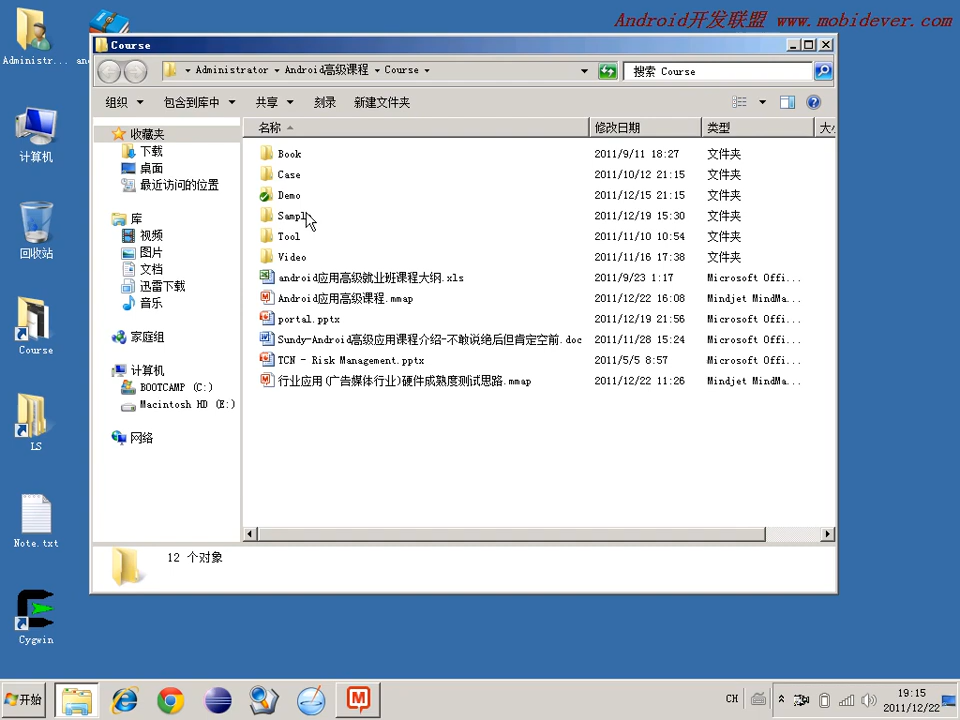 Android开发联盟 www.mobidever.com
Administr...
计算机
回收站
Course
LS
Note.txt
Cygwin
Course
Administrator Android高级课程 Course
搜索 Course
组织 包含到库中 共享 刻录 新建文件夹
名称 修改日期 类型
收藏夹
下载
桌面
最近访问的位置
库
视频
图片
文档
迅雷下载
音乐
家庭组
计算机
BOOTCAMP (C:)
Macintosh HD (E:)
网络
Book 2011/9/11 18:27 文件夹
Case 2011/10/12 21:15 文件夹
Demo 2011/12/15 21:15 文件夹
Sampl 2011/12/19 15:30 文件夹
Tool 2011/11/10 10:54 文件夹
Video 2011/11/16 17:38 文件夹
android应用高级就业班课程大纲.xls 2011/9/23 1:17 Microsoft Offi...
Android应用高级课程.mmap 2011/12/22 16:08 Mindjet MindMa...
portal.pptx 2011/12/19 21:56 Microsoft Offi...
Sundy-Android高级应用课程介绍-不敢说绝后但肯定空前.doc 2011/11/28 15:24 Microsoft Offi...
TCN - Risk Management.pptx 2011/5/5 8:57 Microsoft Offi...
行业应用(广告媒体行业)硬件成熟度测试思路.mmap 2011/12/22 11:26 Mindjet MindMa...
12 个对象
开始
CH
19:15
2011/12/22